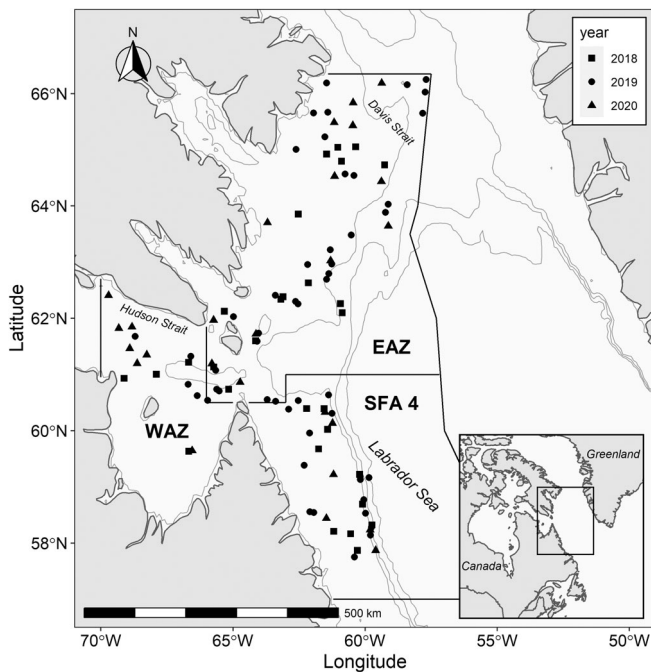 N
year
2018
2019
2020
66°N
64°N
62°N
60°N
58°N
Latitude
Davis Strait
Hudson Strait
EAZ
SFA 4
WAZ
Labrador Sea
Greenland
Canada
500 km
70°W
65°W
60°W
55°W
50°W
Longitude